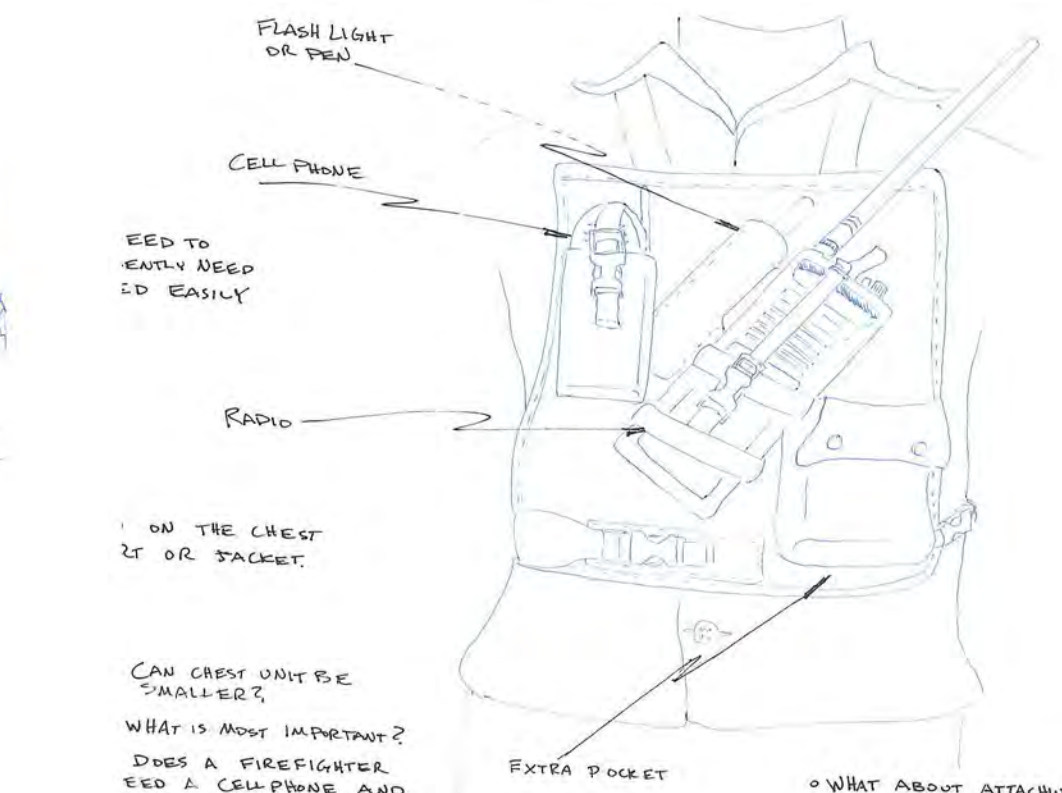 FLASH LIGHT
OR PEN
CELL PHONE
EED TO
ENTLY NEED
ED EASILY
RADIO
ON THE CHEST
RT OR JACKET.
CAN CHEST UNIT BE
SMALLER?
WHAT IS MOST IMPORTANT?
DOES A FIREFIGHTER
EED A CELLPHONE AND
EXTRA POCKET
∘ WHAT ABOUT